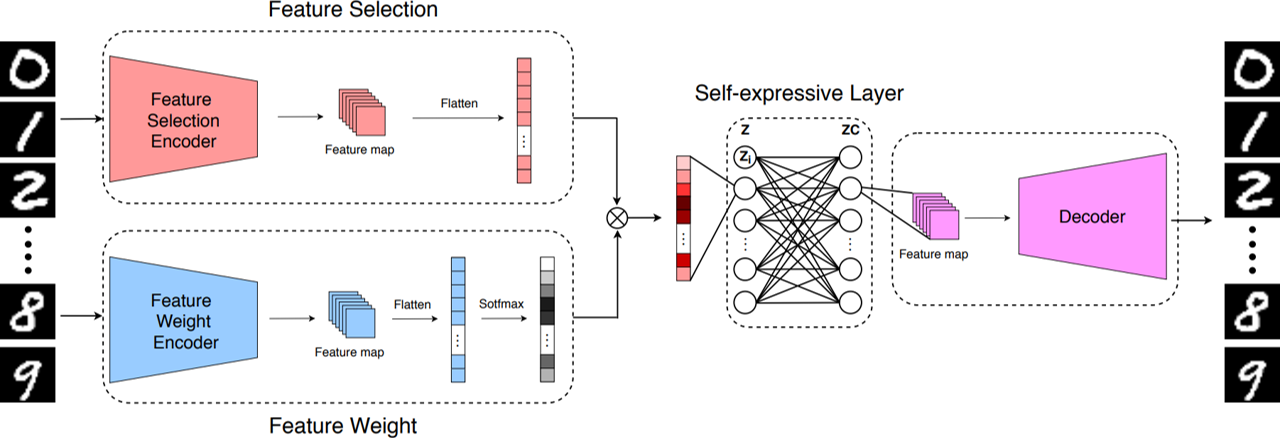 Feature Selection
0
1
2
8
9
Feature
Selection
Encoder
Feature map
Flatten
⋮
Feature
Weight
Encoder
Feature map
Flatten
⋮
Sotfmax
⋮
Feature Weight
⊗
⋮
Self-expressive Layer
Z
ZC
Zi
⋮
⋮
Feature map
Decoder
0
1
2
8
9